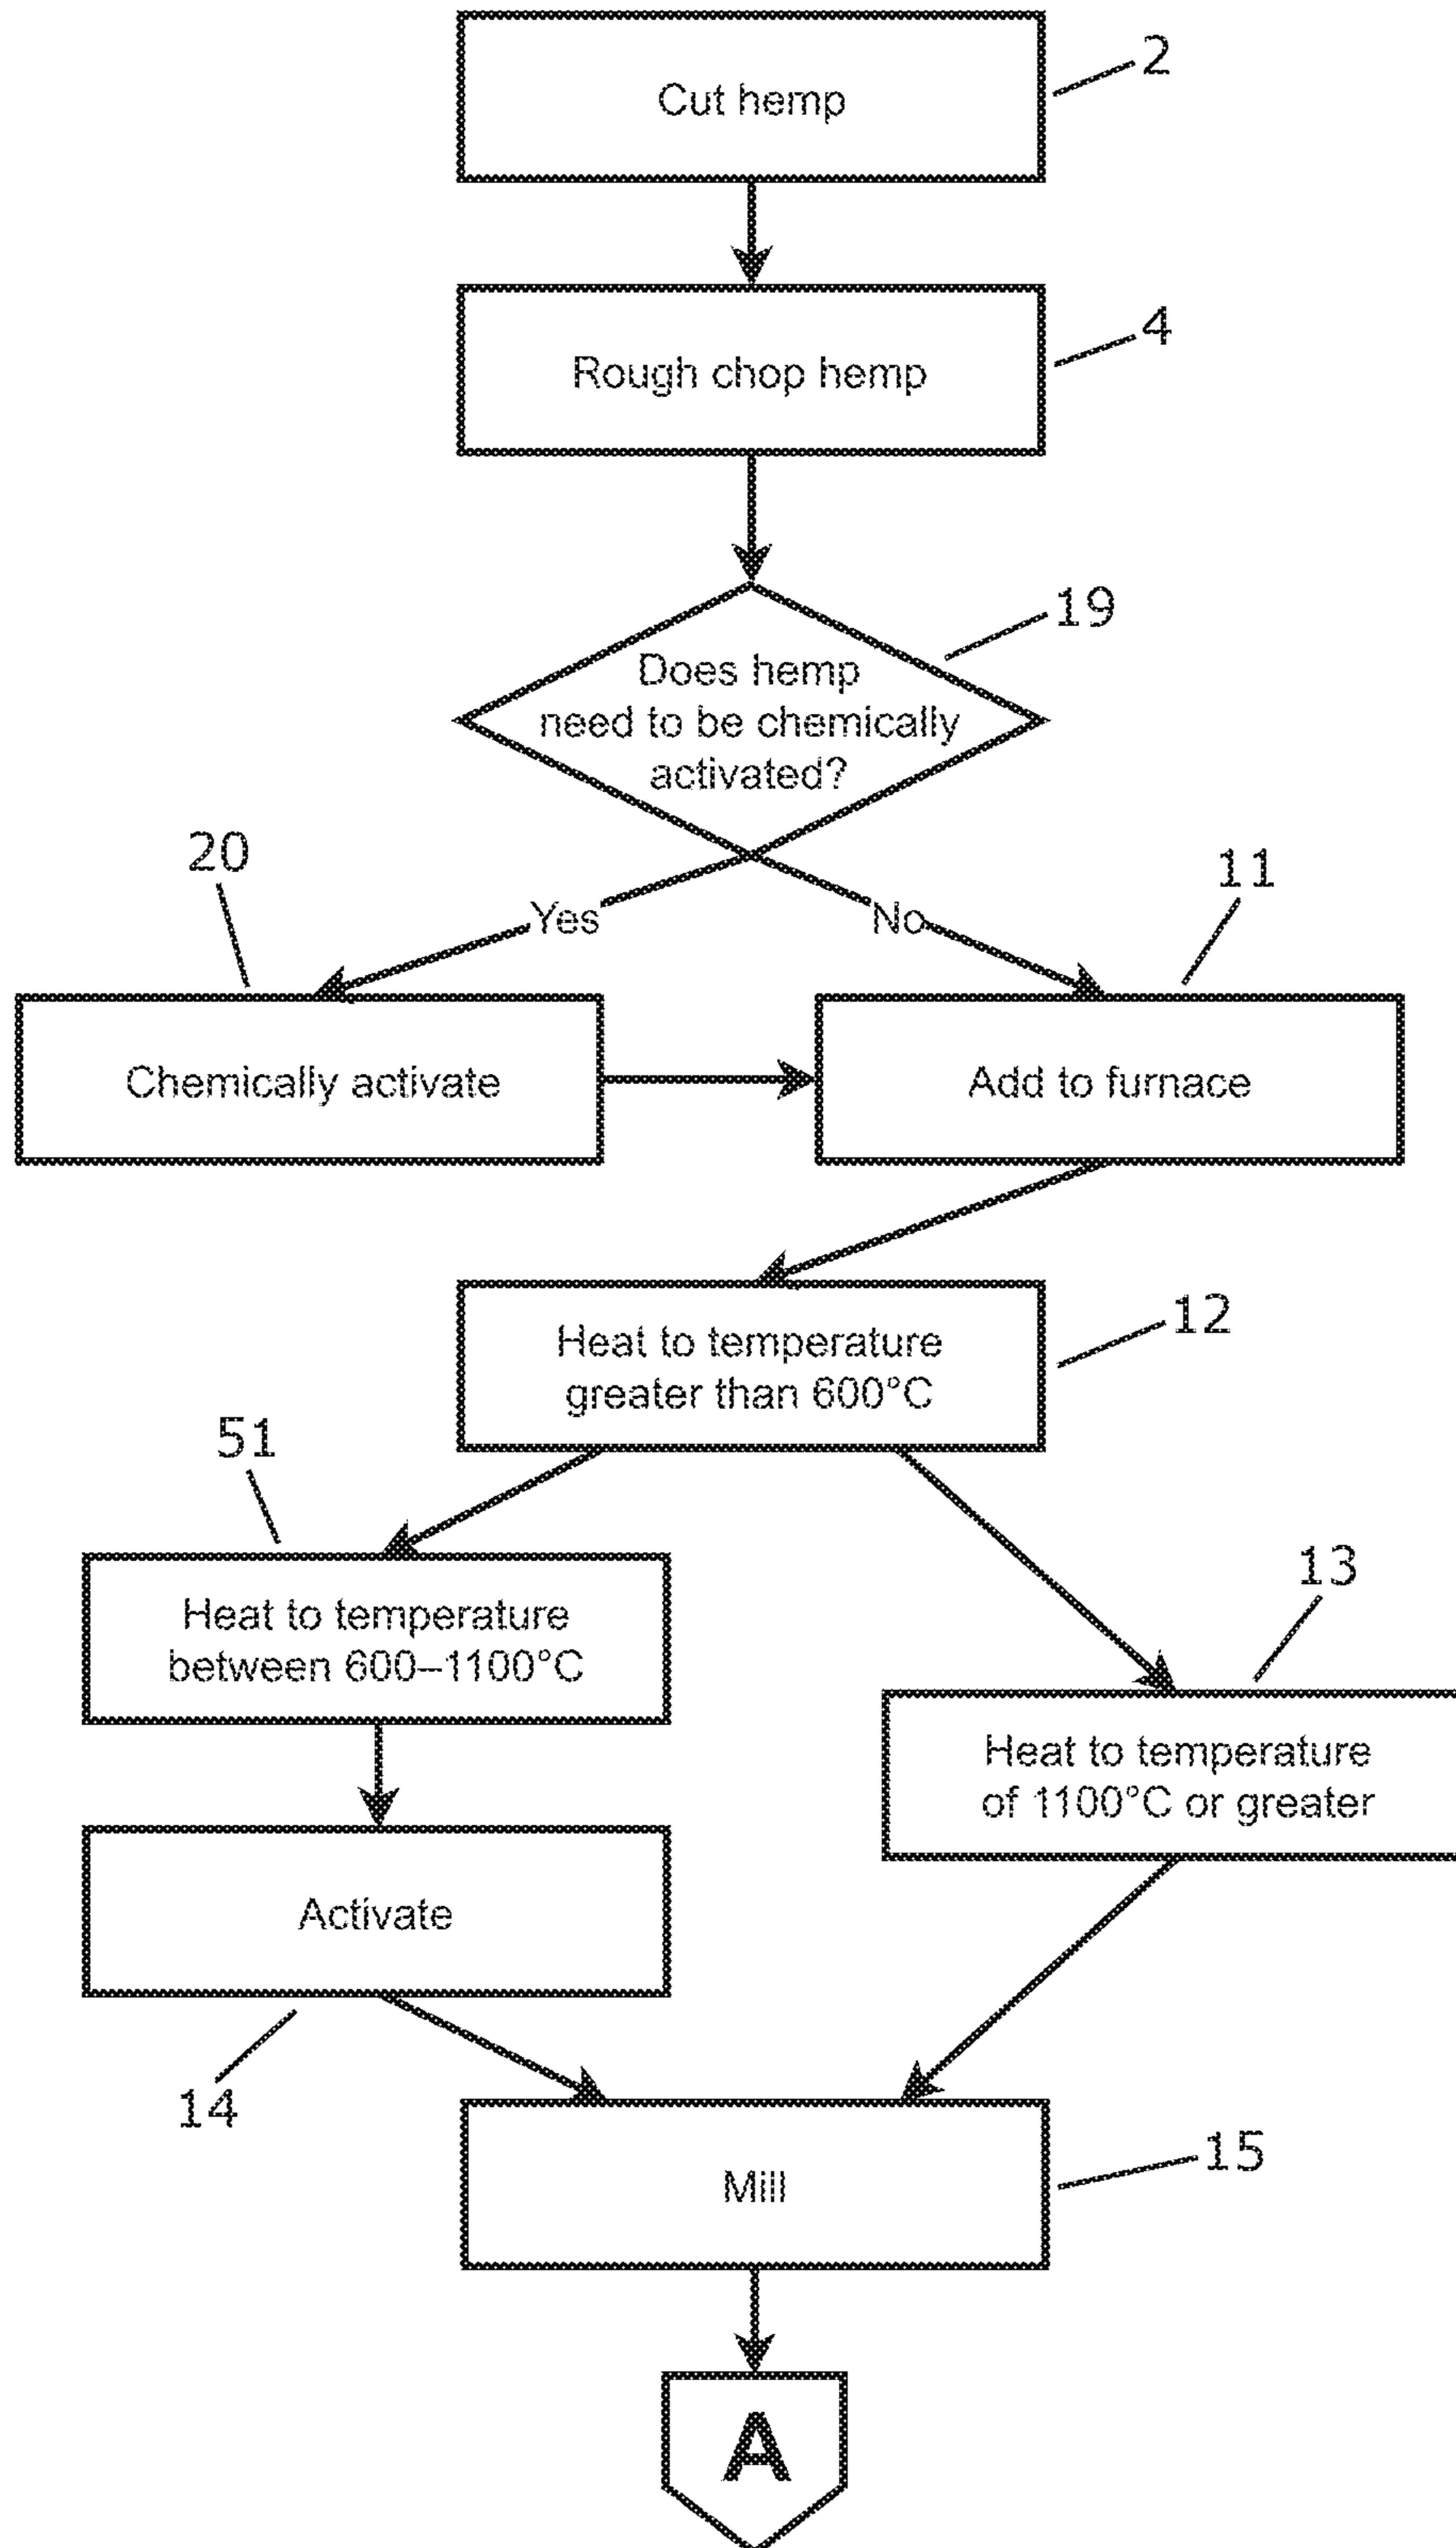 Cut hemp
2
Rough chop hemp
4
19
Does hemp
need to be chemically
activated?
20
Yes
No
11
Chemically activate
Add to furnace
Heat to temperature
greater than 600°C
12
51
Heat to temperature
between 600–1100°C
13
Heat to temperature
of 1100°C or greater
Activate
14
Mill
15
A